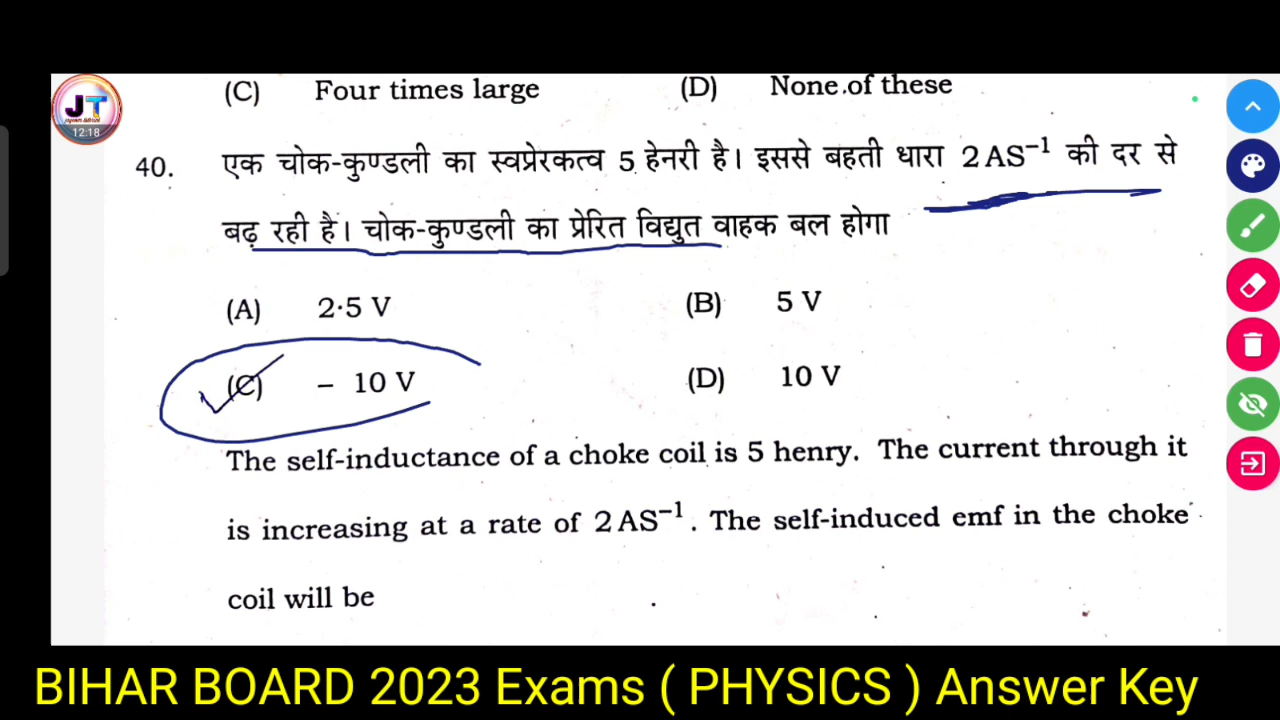 (C) Four times large (D) None of these
JT
12:18
40. एक चोक-कुण्डली का स्वप्रेरकत्व 5 हेनरी है। इससे बहती धारा 2 AS⁻¹ की दर से
बढ़ रही है। चोक-कुण्डली का प्रेरित विद्युत वाहक बल होगा
(A) 2·5 V (B) 5 V
(C) – 10 V (D) 10 V
The self-inductance of a choke coil is 5 henry. The current through it
is increasing at a rate of 2 AS⁻¹. The self-induced emf in the choke
coil will be
BIHAR BOARD 2023 Exams ( PHYSICS ) Answer Key